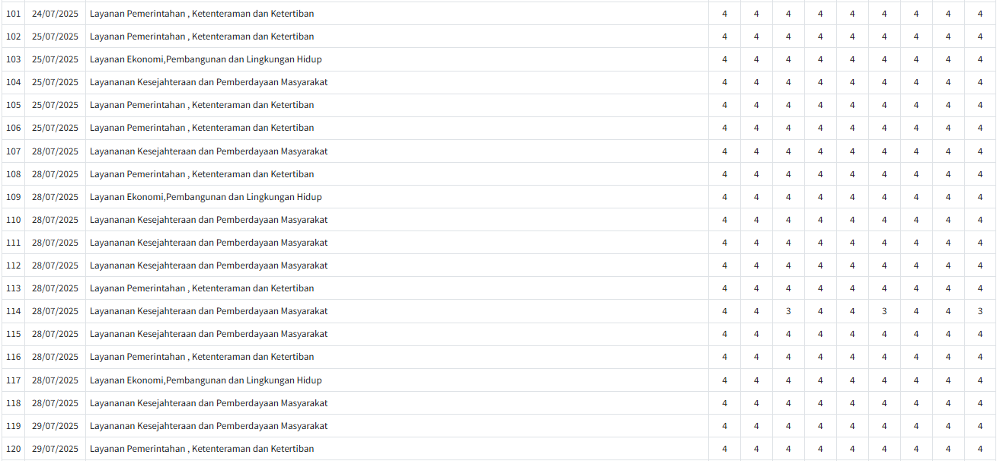 101 24/07/2025 Layanan Pemerintahan , Ketenteraman dan Ketertiban 4 4 4 4 4 4 4 4 4
102 25/07/2025 Layanan Pemerintahan , Ketenteraman dan Ketertiban 4 4 4 4 4 4 4 4 4
103 25/07/2025 Layanan Ekonomi,Pembangunan dan Lingkungan Hidup 4 4 4 4 4 4 4 4 4
104 25/07/2025 Layananan Kesejahteraan dan Pemberdayaan Masyarakat 4 4 4 4 4 4 4 4 4
105 25/07/2025 Layanan Pemerintahan , Ketenteraman dan Ketertiban 4 4 4 4 4 4 4 4 4
106 25/07/2025 Layanan Pemerintahan , Ketenteraman dan Ketertiban 4 4 4 4 4 4 4 4 4
107 28/07/2025 Layananan Kesejahteraan dan Pemberdayaan Masyarakat 4 4 4 4 4 4 4 4 4
108 28/07/2025 Layanan Pemerintahan , Ketenteraman dan Ketertiban 4 4 4 4 4 4 4 4 4
109 28/07/2025 Layanan Ekonomi,Pembangunan dan Lingkungan Hidup 4 4 4 4 4 4 4 4 4
110 28/07/2025 Layananan Kesejahteraan dan Pemberdayaan Masyarakat 4 4 4 4 4 4 4 4 4
111 28/07/2025 Layananan Kesejahteraan dan Pemberdayaan Masyarakat 4 4 4 4 4 4 4 4 4
112 28/07/2025 Layananan Kesejahteraan dan Pemberdayaan Masyarakat 4 4 4 4 4 4 4 4 4
113 28/07/2025 Layanan Pemerintahan , Ketenteraman dan Ketertiban 4 4 4 4 4 4 4 4 4
114 28/07/2025 Layananan Kesejahteraan dan Pemberdayaan Masyarakat 4 4 3 4 4 3 4 4 3
115 28/07/2025 Layananan Kesejahteraan dan Pemberdayaan Masyarakat 4 4 4 4 4 4 4 4 4
116 28/07/2025 Layanan Pemerintahan , Ketenteraman dan Ketertiban 4 4 4 4 4 4 4 4 4
117 28/07/2025 Layanan Ekonomi,Pembangunan dan Lingkungan Hidup 4 4 4 4 4 4 4 4 4
118 28/07/2025 Layananan Kesejahteraan dan Pemberdayaan Masyarakat 4 4 4 4 4 4 4 4 4
119 29/07/2025 Layananan Kesejahteraan dan Pemberdayaan Masyarakat 4 4 4 4 4 4 4 4 4
120 29/07/2025 Layanan Pemerintahan , Ketenteraman dan Ketertiban 4 4 4 4 4 4 4 4 4